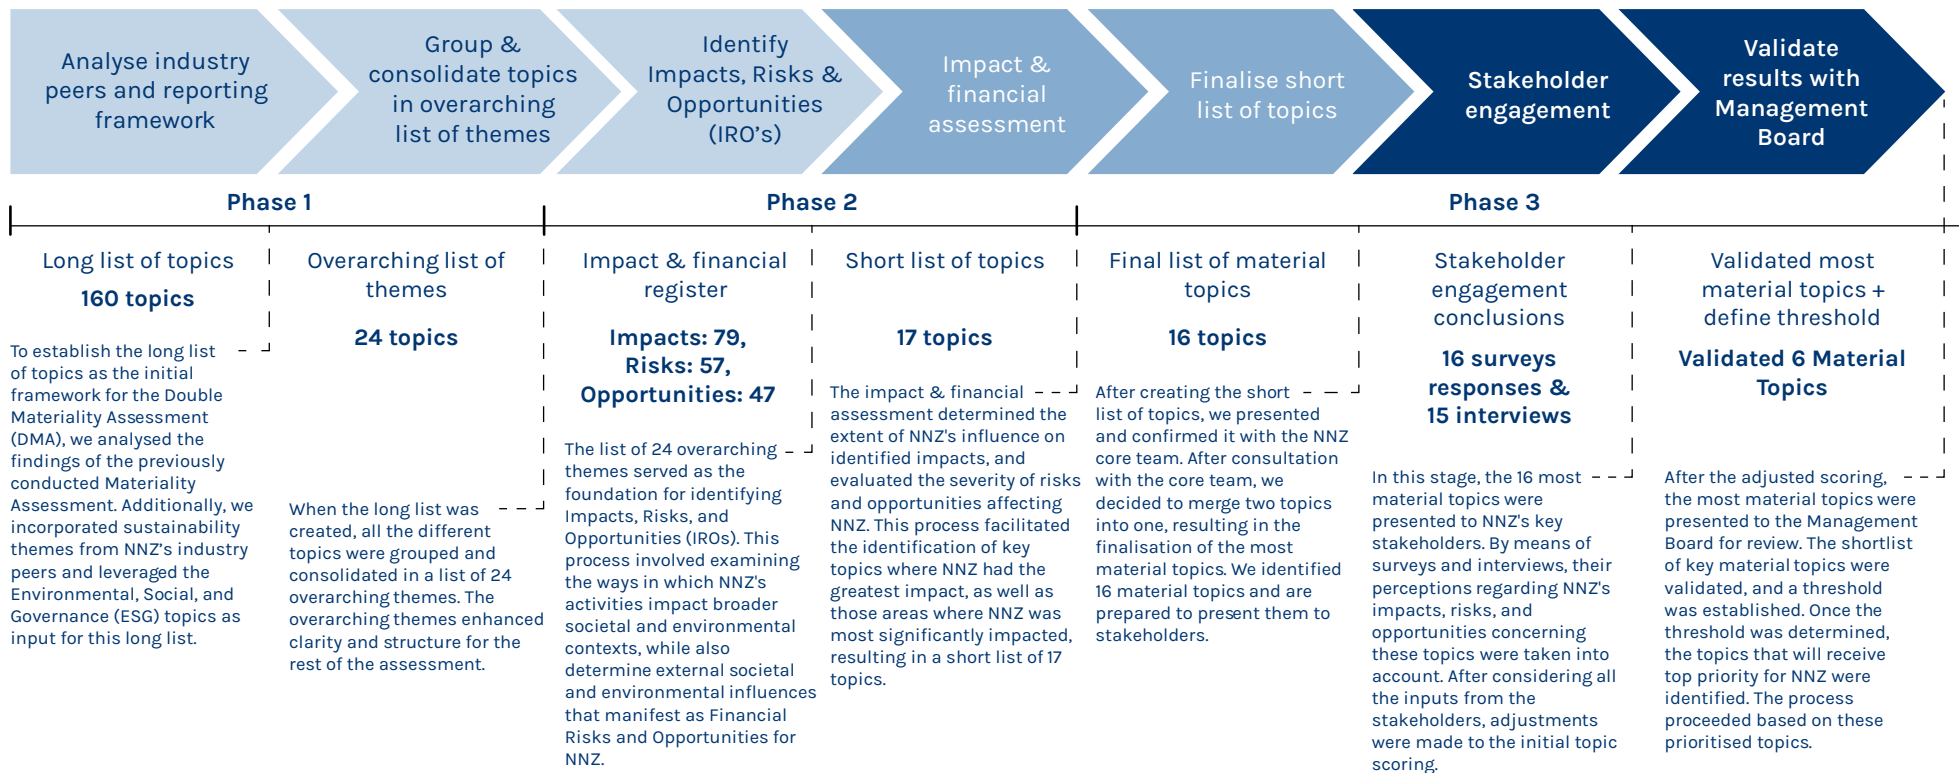 Analyse industry
peers and reporting
framework
Group &
consolidate topics
in overarching
list of themes
Identify
Impacts, Risks &
Opportunities
(IRO's)
Impact &
financial
assessment
Finalise short
list of topics
Stakeholder
engagement
Validate
results with
Management
Board
Phase 1
Phase 2
Phase 3
Long list of topics
160 topics
To establish the long list
of topics as the initial
framework for the Double
Materiality Assessment
(DMA), we analysed the
findings of the previously
conducted Materiality
Assessment. Additionally, we
incorporated sustainability
themes from NNZ’s industry
peers and leveraged the
Environmental, Social, and
Governance (ESG) topics as
input for this long list.
Overarching list of
themes
24 topics
When the long list was
created, all the different
topics were grouped and
consolidated in a list of 24
overarching themes. The
overarching themes enhanced
clarity and structure for the
rest of the assessment.
Impact & financial
register
Impacts: 79,
Risks: 57,
Opportunities: 47
The list of 24 overarching
themes served as the
foundation for identifying
Impacts, Risks, and
Opportunities (IROs). This
process involved examining
the ways in which NNZ's
activities impact broader
societal and environmental
contexts, while also
determine external societal
and environmental influences
that manifest as Financial
Risks and Opportunities for
NNZ.
Short list of topics
17 topics
The impact & financial
assessment determined the
extent of NNZ's influence on
identified impacts, and
evaluated the severity of risks
and opportunities affecting
NNZ. This process facilitated
the identification of key
topics where NNZ had the
greatest impact, as well as
those areas where NNZ was
most significantly impacted,
resulting in a short list of 17
topics.
Final list of material
topics
16 topics
After creating the short
list of topics, we presented
and confirmed it with the NNZ
core team. After consultation
with the core team, we
decided to merge two topics
into one, resulting in the
finalisation of the most
material topics. We identified
16 material topics and are
prepared to present them to
stakeholders.
Stakeholder
engagement
conclusions
16 surveys
responses &
15 interviews
In this stage, the 16 most
material topics were
presented to NNZ's key
stakeholders. By means of
surveys and interviews, their
perceptions regarding NNZ's
impacts, risks, and
opportunities concerning
these topics were taken into
account. After considering all
the inputs from the
stakeholders, adjustments
were made to the initial topic
scoring.
Validated most
material topics +
define threshold
Validated 6 Material
Topics
After the adjusted scoring,
the most material topics were
presented to the Management
Board for review. The shortlist
of key material topics were
validated, and a threshold
was established. Once the
threshold was determined,
the topics that will receive
top priority for NNZ were
identified. The process
proceeded based on these
prioritised topics.